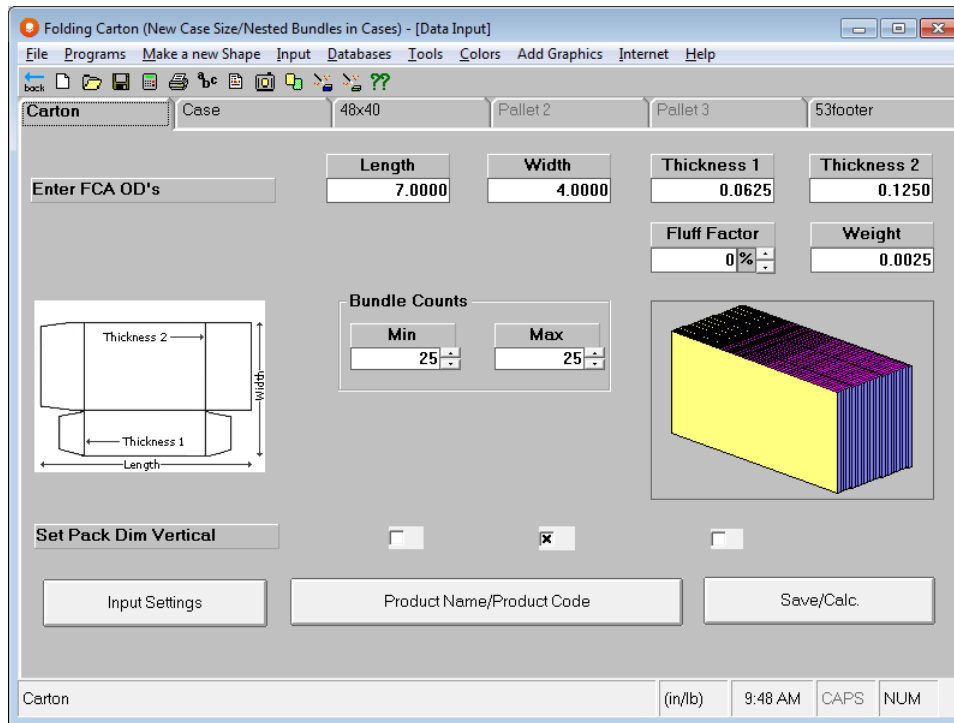 Folding Carton (New Case Size/Nested Bundles in Cases) - [Data Input]
File Programs Make a new Shape Input Databases Tools Colors Add Graphics Internet Help
back abc ??
Carton Case 48x40 Pallet 2 Pallet 3 53footer
Length Width Thickness 1 Thickness 2
Enter FCA OD's 7.0000 4.0000 0.0625 0.1250
Fluff Factor Weight
0 % 0.0025
Bundle Counts
Min Max
25 25
Thickness 2
Width
Thickness 1
Length
Set Pack Dim Vertical
Input Settings Product Name/Product Code Save/Calc.
Carton (in/lb) 9:48 AM CAPS NUM